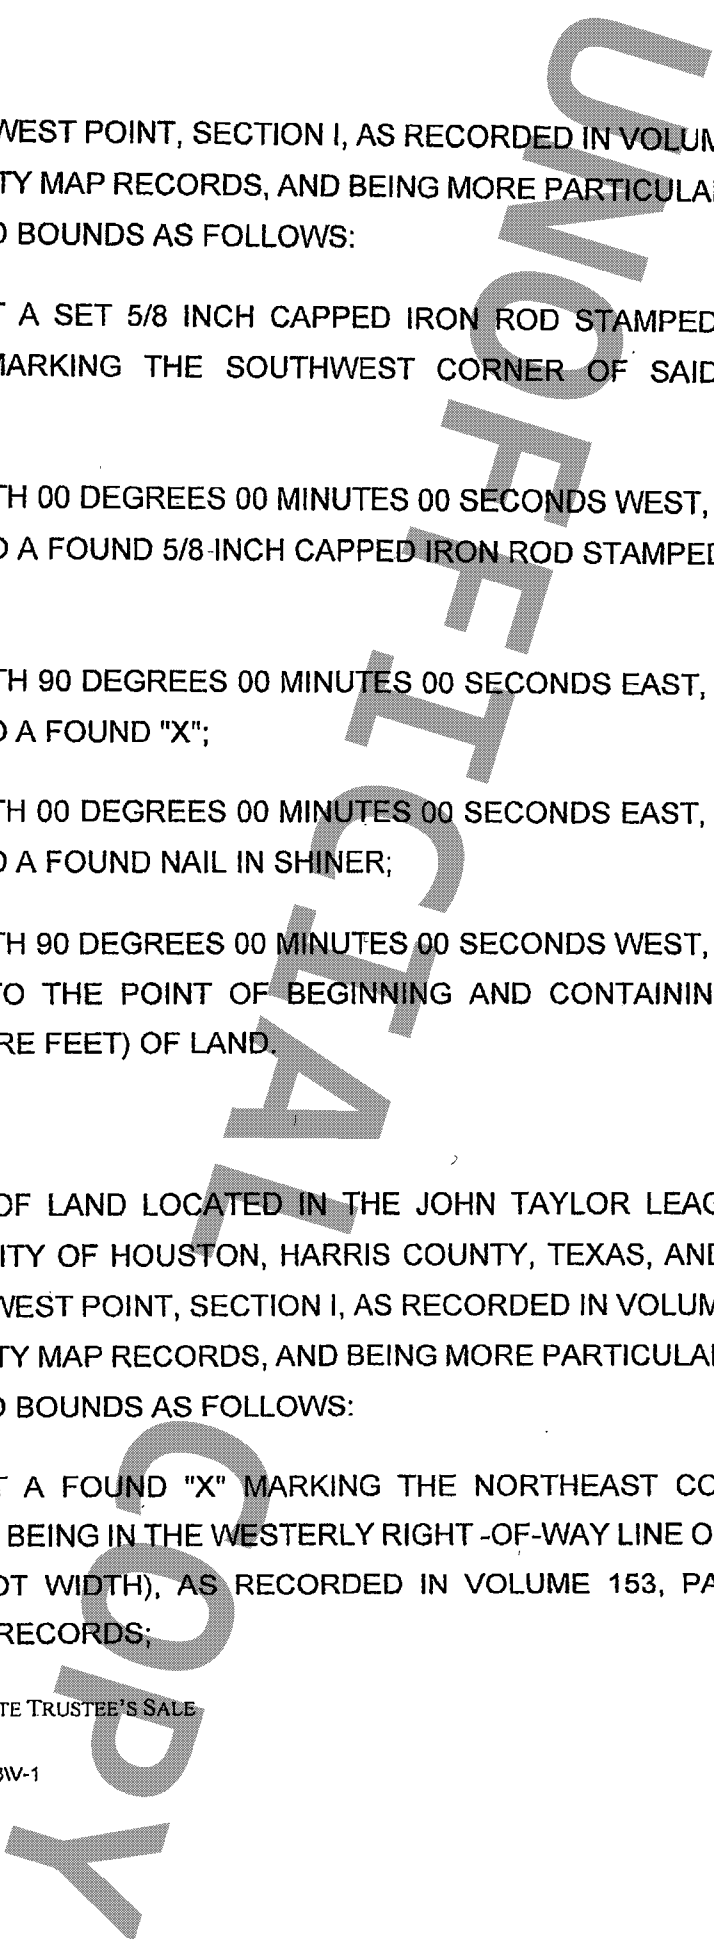 WEST POINT, SECTION I, AS RECORDED IN VOLUM
TY MAP RECORDS, AND BEING MORE PARTICULAR
D BOUNDS AS FOLLOWS:
T A SET 5/8 INCH CAPPED IRON ROD STAMPED
MARKING THE SOUTHWEST CORNER OF SAID
TH 00 DEGREES 00 MINUTES 00 SECONDS WEST,
O A FOUND 5/8-INCH CAPPED IRON ROD STAMPED
TH 90 DEGREES 00 MINUTES 00 SECONDS EAST,
O A FOUND "X";
TH 00 DEGREES 00 MINUTES 00 SECONDS EAST,
O A FOUND NAIL IN SHINER;
TH 90 DEGREES 00 MINUTES 00 SECONDS WEST,
TO THE POINT OF BEGINNING AND CONTAININ
RE FEET) OF LAND.
OF LAND LOCATED IN THE JOHN TAYLOR LEAG
ITY OF HOUSTON, HARRIS COUNTY, TEXAS, AND
WEST POINT, SECTION I, AS RECORDED IN VOLUM
TY MAP RECORDS, AND BEING MORE PARTICULAR
D BOUNDS AS FOLLOWS:
T A FOUND "X" MARKING THE NORTHEAST CO
BEING IN THE WESTERLY RIGHT -OF-WAY LINE O
OT WIDTH), AS RECORDED IN VOLUME 153, PA
RECORDS;
TE TRUSTEE'S SALE
W-1
UNOFFICIAL COPY